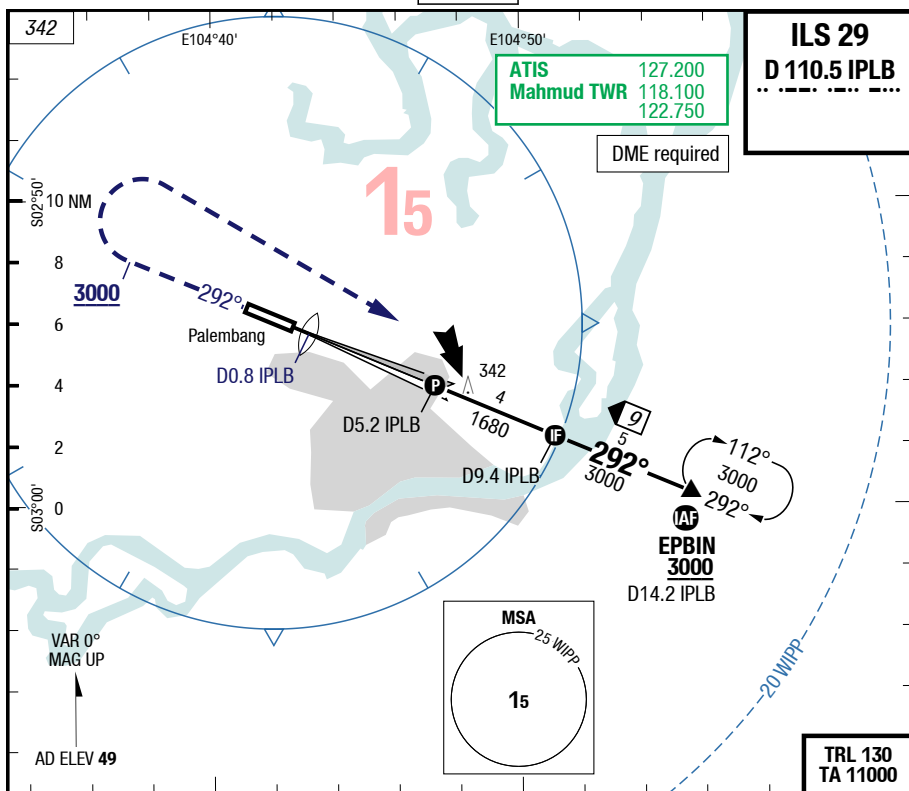 342
E104°40'
E104°50'
ILS 29
D 110.5 IPLB
·· ·--· ·-·· -···
ATIS 127.200
Mahmud TWR 118.100
122.750
DME required
15
S02°50'
10 NM
8
6
4
2
0
S03°00'
3000
292°
Palembang
D0.8 IPLB
342
P
4
1680
D5.2 IPLB
IF
D9.4 IPLB
9
5
292°
3000
112°
3000
292°
IAF
EPBIN
3000
D14.2 IPLB
MSA
25 WIPP
15
20 WIPP
VAR 0°
MAG UP
AD ELEV 49
TRL 130
TA 11000